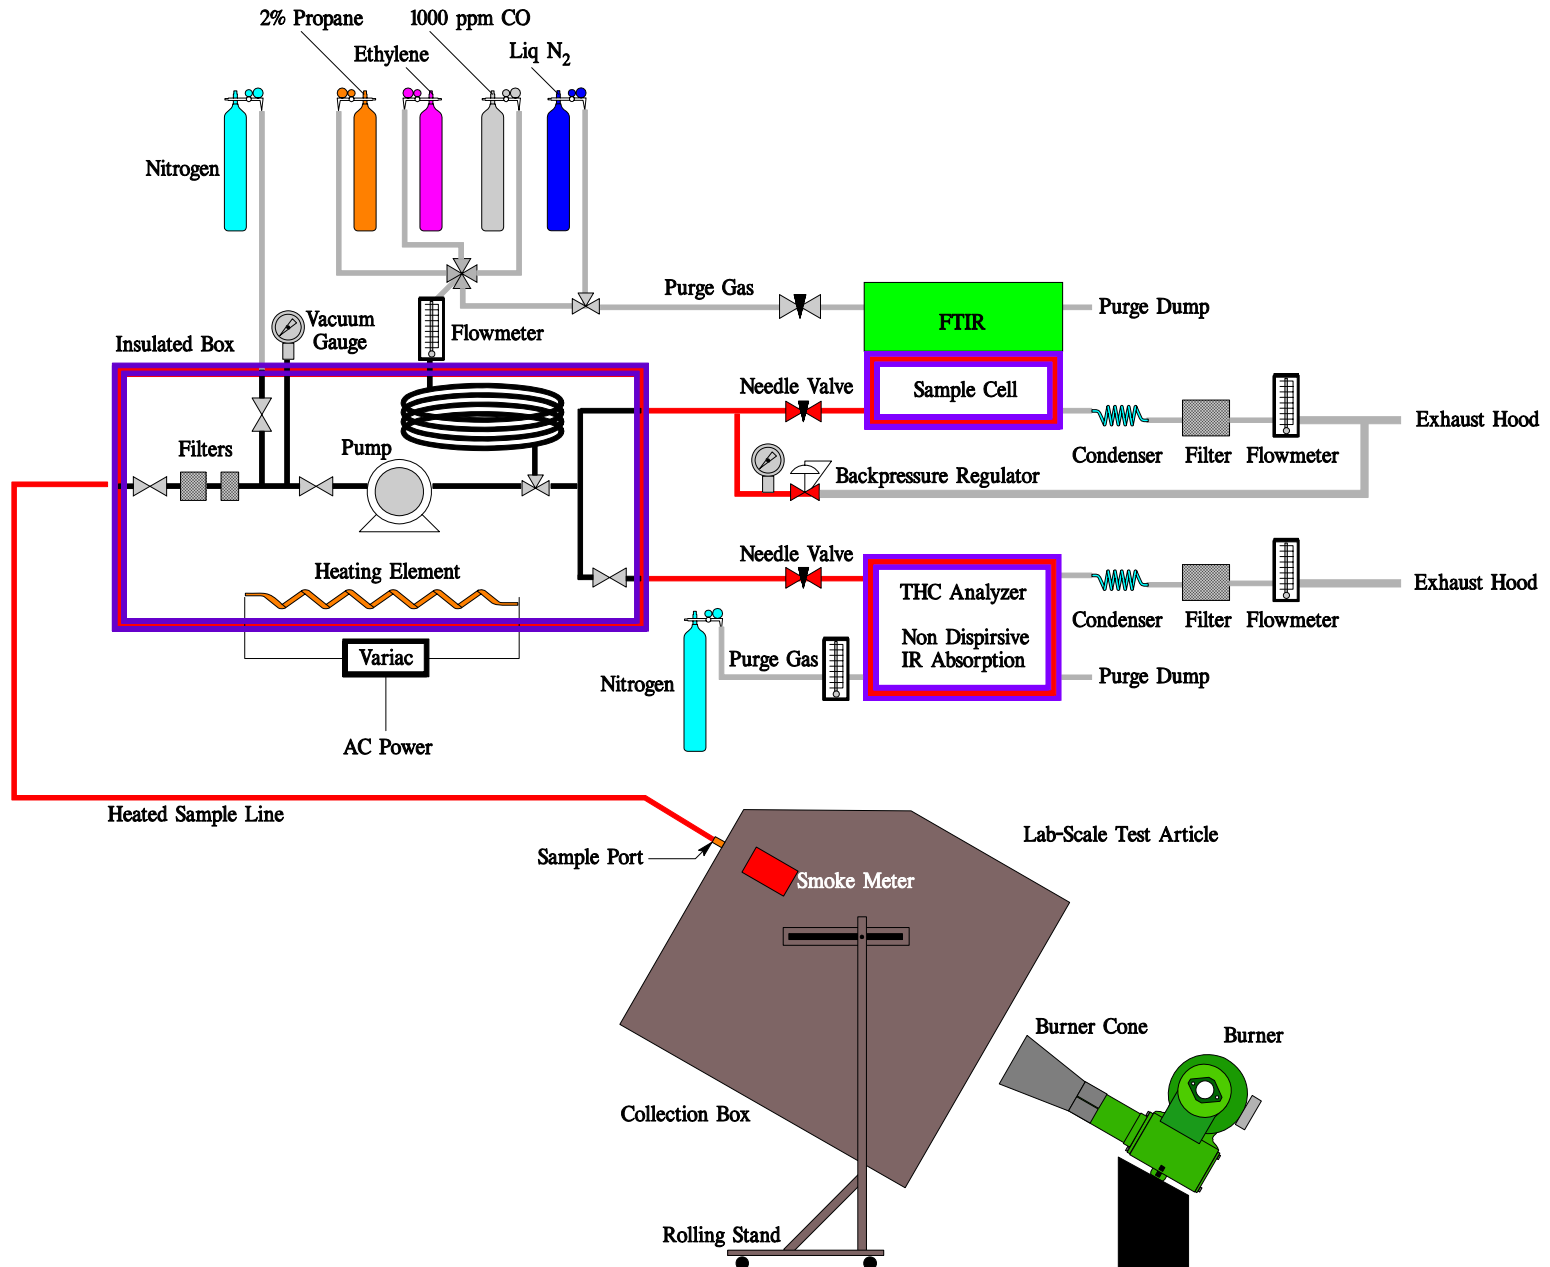 2% Propane
1000 ppm CO
Ethylene
Liq N2
Nitrogen
Purge Gas
Purge Dump
Vacuum
Gauge
Flowmeter
FTIR
Insulated Box
Needle Valve
Sample Cell
Exhaust Hood
Filters
Pump
Condenser
Filter
Flowmeter
Backpressure Regulator
Needle Valve
Heating Element
THC Analyzer
Exhaust Hood
Condenser
Filter
Flowmeter
Non Dispirsive
IR Absorption
Variac
Purge Gas
Nitrogen
Purge Dump
AC Power
Heated Sample Line
Lab-Scale Test Article
Sample Port
Smoke Meter
Burner Cone
Burner
Collection Box
Rolling Stand